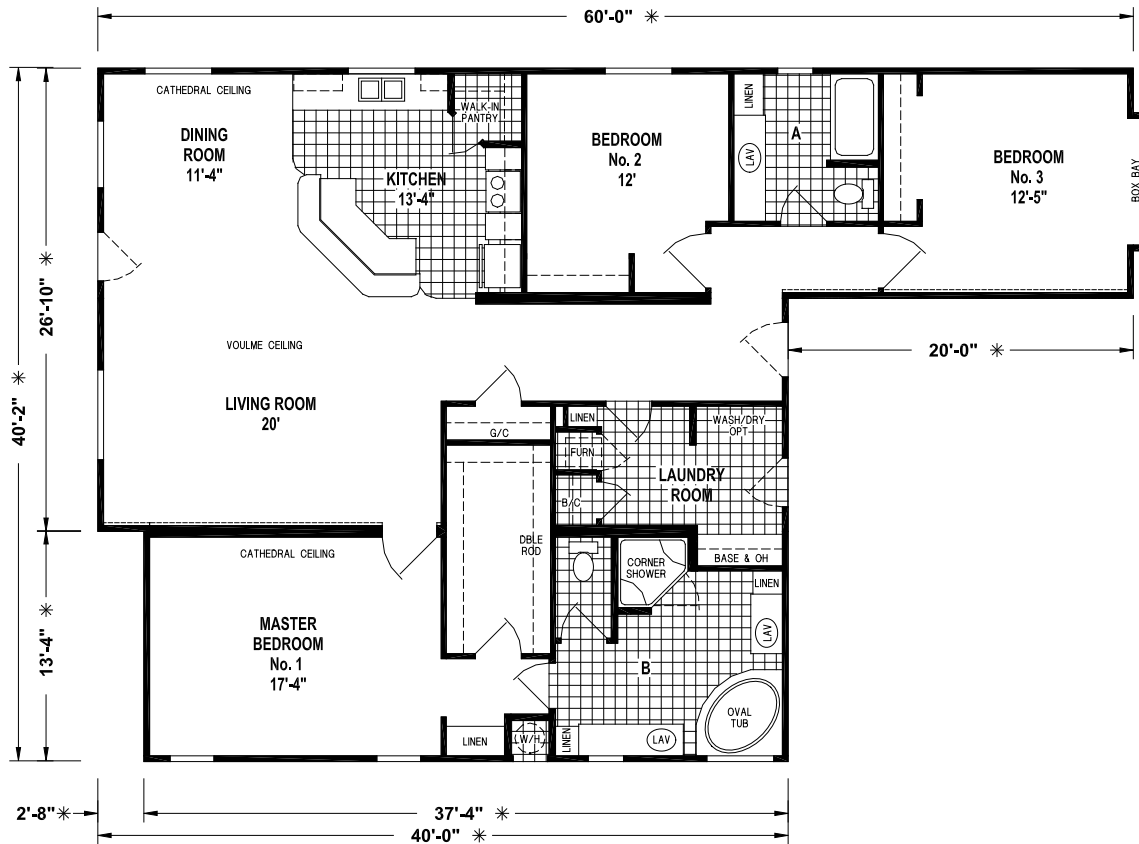 60'-0" ✳
CATHEDRAL CEILING
DINING
ROOM
11'-4"
WALK-IN
PANTRY
KITCHEN
13'-4"
BEDROOM
No. 2
12'
LINEN
LAV
A
BEDROOM
No. 3
12'-5"
BOX BAY
40'-2" ✳
26'-10" ✳
VOULME CEILING
LIVING ROOM
20'
20'-0" ✳
G/C
LINEN
FURN
B/C
WASH/DRY
OPT
LAUNDRY
ROOM
BASE & OH
DBLE
ROD
CATHEDRAL CEILING
MASTER
BEDROOM
No. 1
17'-4"
13'-4" ✳
CORNER
SHOWER
LINEN
LAV
B
OVAL
TUB
LINEN
W/H
LINEN
LAV
2'-8" ✳
37'-4" ✳
40'-0" ✳